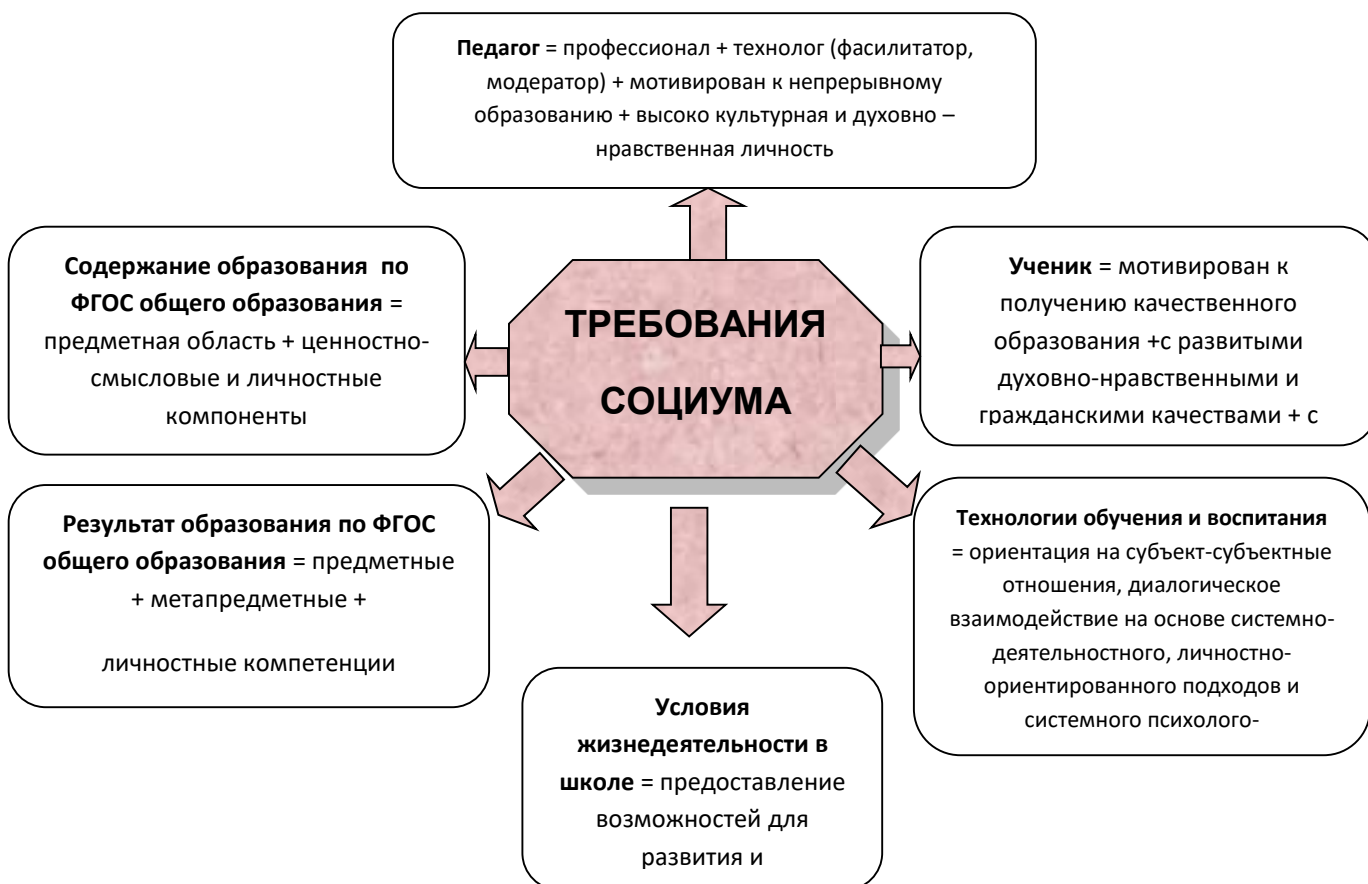 Педагог = профессионал + технолог (фасилитатор,
модератор) + мотивирован к непрерывному
образованию + высоко культурная и духовно –
нравственная личность
Содержание образования по
ФГОС общего образования =
предметная область + ценностно-
смысловые и личностные
компоненты
ТРЕБОВАНИЯ
СОЦИУМА
Ученик = мотивирован к
получению качественного
образования +с развитыми
духовно-нравственными и
гражданскими качествами + с
Результат образования по ФГОС
общего образования = предметные
+ метапредметные +
личностные компетенции
Технологии обучения и воспитания
= ориентация на субъект-субъектные
отношения, диалогическое
взаимодействие на основе системно-
деятельностного, личностно-
ориентированного подходов и
системного психолого-
Условия
жизнедеятельности в
школе = предоставление
возможностей для
развития и